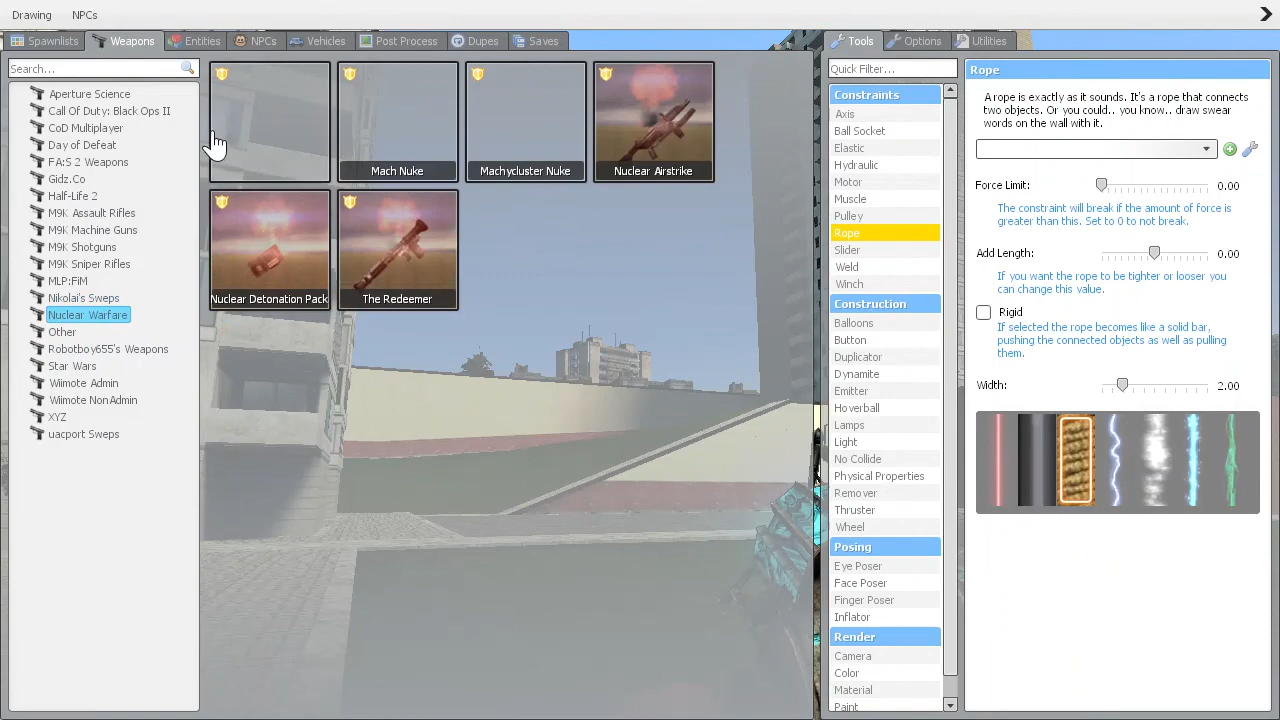 Drawing NPCs
Spawnlists Weapons Entities NPCs Vehicles Post Process Dupes Saves
Search...
Aperture Science
Call Of Duty: Black Ops II
CoD Multiplayer
Day of Defeat
FA:S 2 Weapons
Gidz.Co
Half-Life 2
M9K Assault Rifles
M9K Machine Guns
M9K Shotguns
M9K Sniper Rifles
MLP:FiM
Nikolai's Sweps
Nuclear Warfare
Other
Robotboy655's Weapons
Star Wars
Wiimote Admin
Wiimote NonAdmin
XYZ
uacport Sweps
Mach Nuke
Machycluster Nuke
Nuclear Airstrike
Nuclear Detonation Pack
The Redeemer
Tools Options Utilities
Quick Filter...
Constraints
Axis
Ball Socket
Elastic
Hydraulic
Motor
Muscle
Pulley
Rope
Slider
Weld
Winch
Construction
Balloons
Button
Duplicator
Dynamite
Emitter
Hoverball
Lamps
Light
No Collide
Physical Properties
Remover
Thruster
Wheel
Posing
Eye Poser
Face Poser
Finger Poser
Inflator
Render
Camera
Color
Material
Paint
Rope
A rope is exactly as it sounds. It's a rope that connects
two objects. Or you could.. you know.. draw swear
words on the wall with it.
Force Limit: 0.00
The constraint will break if the amount of force is
greater than this. Set to 0 to not break.
Add Length: 0.00
If you want the rope to be tighter or looser you
can change this value.
Rigid
If selected the rope becomes like a solid bar,
pushing the connected objects as well as pulling
them.
Width: 2.00